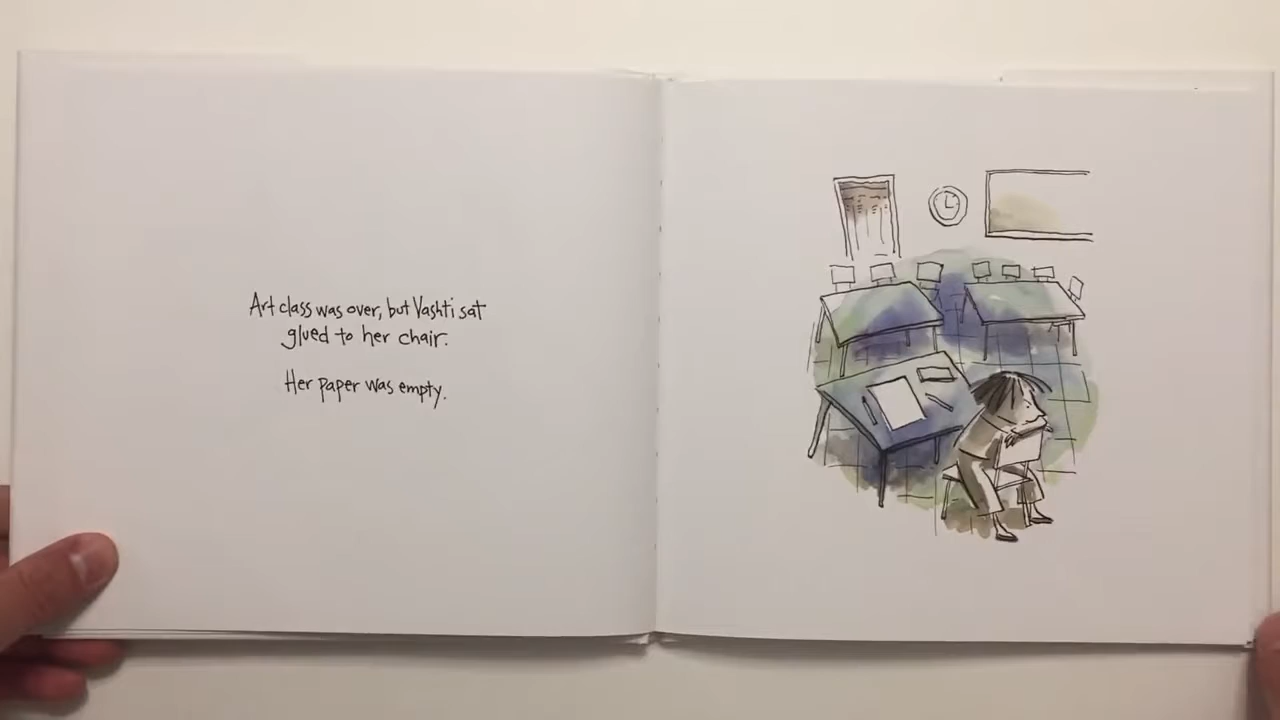 Art class was over, but Vashti sat
glued to her chair.
Her paper was empty.